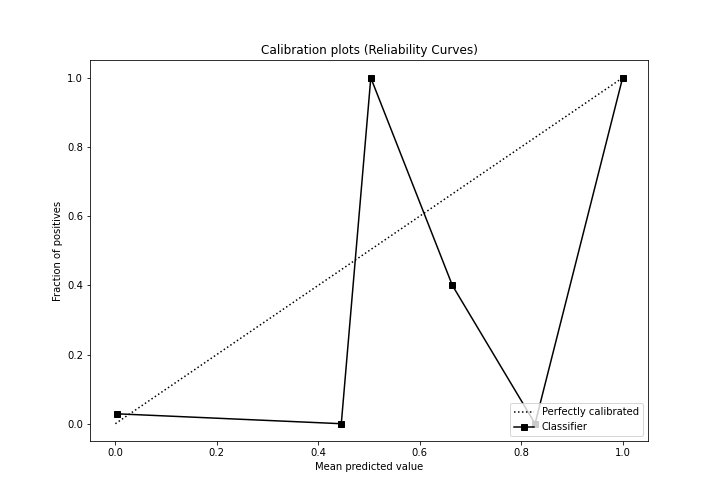 Calibration plots (Reliability Curves)
1.0
0.8
0.6
0.4
0.2
0.0
Fraction of positives
0.0 0.2 0.4 0.6 0.8 1.0
Mean predicted value
Perfectly calibrated
Classifier